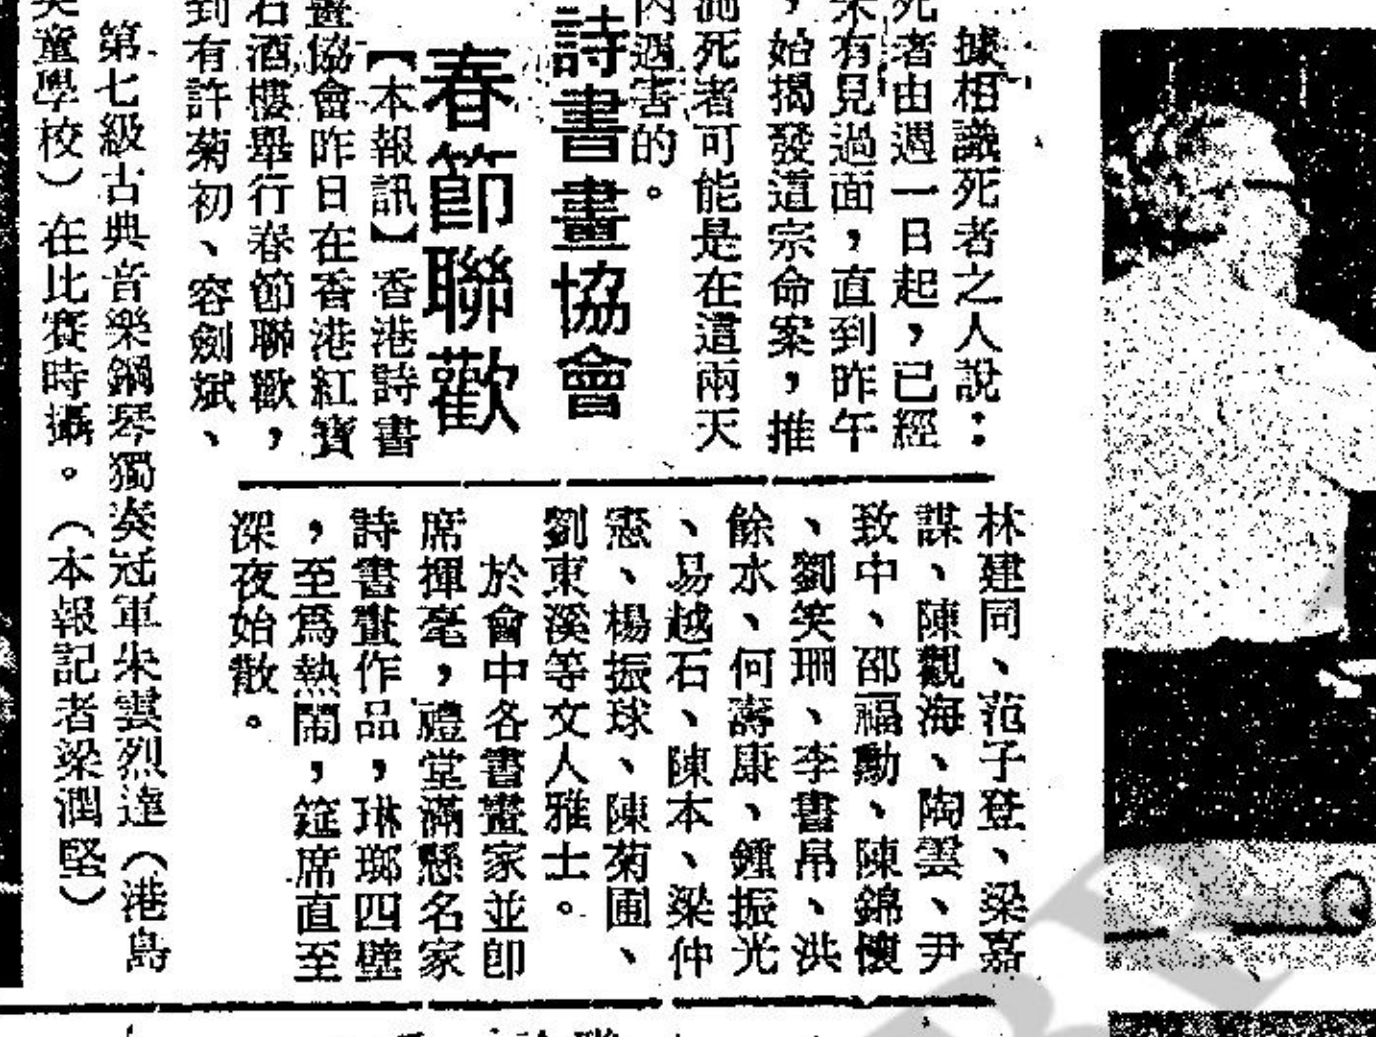 據相識死者之人說：
死者由週一日起，已經
未有見過面，直到昨午
，始揭發這宗命案，推
測死者可能是在這兩天
內遇害的。
詩書畫協會
春節聯歡
【本報訊】香港詩書
畫協會昨日在香港紅寶
石酒樓舉行春節聯歡，
到有許菊初、容劍斌、
林建同、范子登、梁嘉
謀、陳觀海、陶雲、尹
致中、邵福勳、陳錦懷
、劉笑珊、李書帛、洪
餘水、何壽康、鍾振光
、易越石、陳本、梁仲
憲、楊振球、陳菊圃、
劉東溪等文人雅士。
於會中各書畫家並即
席揮毫，禮堂滿懸名家
詩書畫作品，琳瑯四壁
，至爲熱鬧，筵席直至
深夜始散。
第七級古典音樂鋼琴獨奏冠軍朱雲烈達（港島
英童學校）在比賽時攝。（本報記者梁潤堅）